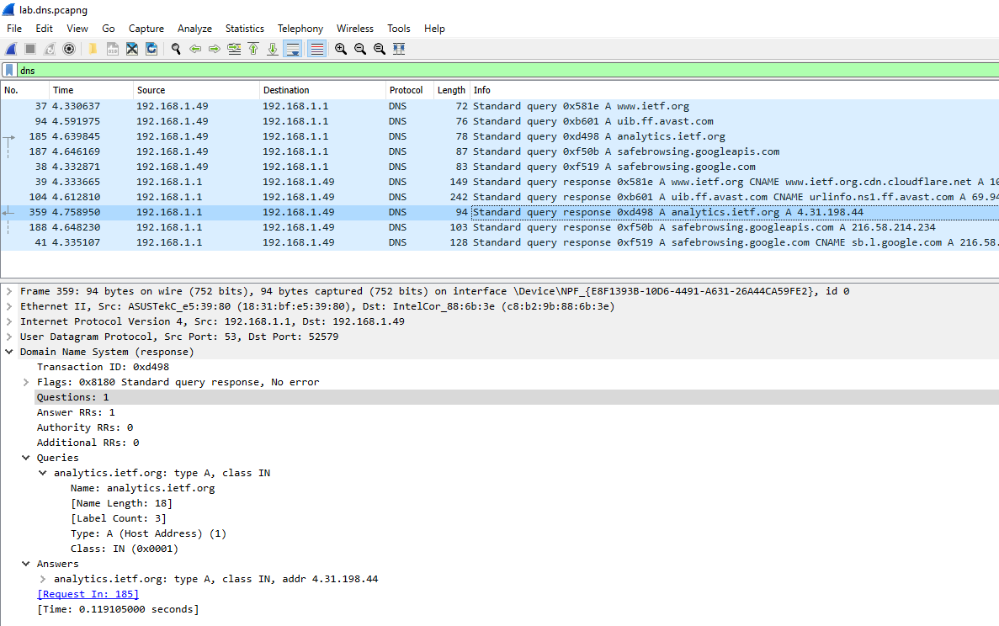 lab.dns.pcapng
File Edit View Go Capture Analyze Statistics Telephony Wireless Tools Help
dns
No. Time Source Destination Protocol Length Info
37 4.330637 192.168.1.49 192.168.1.1 DNS 72 Standard query 0x581e A www.ietf.org
94 4.591975 192.168.1.49 192.168.1.1 DNS 76 Standard query 0xb601 A uib.ff.avast.com
185 4.639845 192.168.1.49 192.168.1.1 DNS 78 Standard query 0xd498 A analytics.ietf.org
187 4.646169 192.168.1.49 192.168.1.1 DNS 87 Standard query 0xf50b A safebrowsing.googleapis.com
38 4.332871 192.168.1.49 192.168.1.1 DNS 83 Standard query 0xf519 A safebrowsing.google.com
39 4.333665 192.168.1.1 192.168.1.49 DNS 149 Standard query response 0x581e A www.ietf.org CNAME www.ietf.org.cdn.cloudflare.net A 10
104 4.612810 192.168.1.1 192.168.1.49 DNS 242 Standard query response 0xb601 A uib.ff.avast.com CNAME urlinfo.ns1.ff.avast.com A 69.94
359 4.758950 192.168.1.1 192.168.1.49 DNS 94 Standard query response 0xd498 A analytics.ietf.org A 4.31.198.44
188 4.648230 192.168.1.1 192.168.1.49 DNS 103 Standard query response 0xf50b A safebrowsing.googleapis.com A 216.58.214.234
41 4.335107 192.168.1.1 192.168.1.49 DNS 128 Standard query response 0xf519 A safebrowsing.google.com CNAME sb.l.google.com A 216.58.
Frame 359: 94 bytes on wire (752 bits), 94 bytes captured (752 bits) on interface \Device\NPF_{E8F1393B-10D6-4491-A631-26A44CA59FE2}, id 0
Ethernet II, Src: ASUSTekC_e5:39:80 (18:31:bf:e5:39:80), Dst: IntelCor_88:6b:3e (c8:b2:9b:88:6b:3e)
Internet Protocol Version 4, Src: 192.168.1.1, Dst: 192.168.1.49
User Datagram Protocol, Src Port: 53, Dst Port: 52579
Domain Name System (response)
Transaction ID: 0xd498
Flags: 0x8180 Standard query response, No error
Questions: 1
Answer RRs: 1
Authority RRs: 0
Additional RRs: 0
Queries
analytics.ietf.org: type A, class IN
Name: analytics.ietf.org
[Name Length: 18]
[Label Count: 3]
Type: A (Host Address) (1)
Class: IN (0x0001)
Answers
analytics.ietf.org: type A, class IN, addr 4.31.198.44
[Request In: 185]
[Time: 0.119105000 seconds]